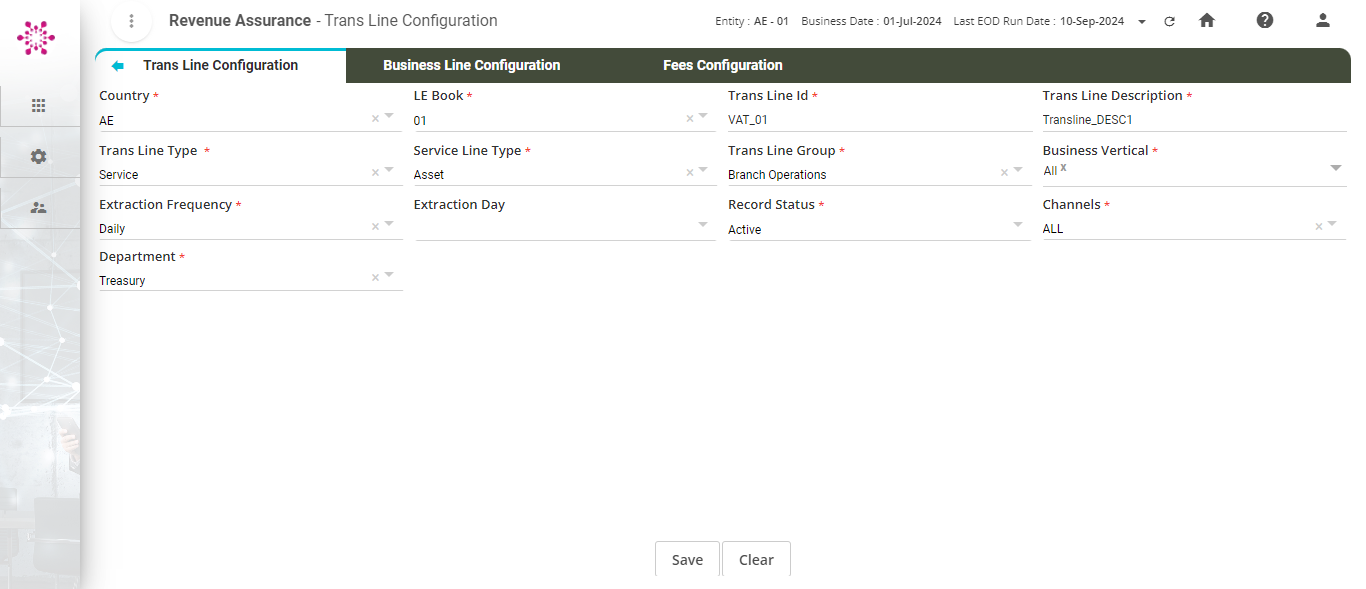 Revenue Assurance - Trans Line Configuration
Entity : AE - 01 Business Date : 01-Jul-2024 Last EOD Run Date : 10-Sep-2024
Trans Line Configuration
Business Line Configuration
Fees Configuration
Country *
LE Book *
Trans Line Id *
Trans Line Description *
AE
01
VAT_01
Transline_DESC1
Trans Line Type *
Service Line Type *
Trans Line Group *
Business Vertical *
Service
Asset
Branch Operations
All x
Extraction Frequency *
Extraction Day
Record Status *
Channels *
Daily
Active
ALL
Department *
Treasury
Save
Clear